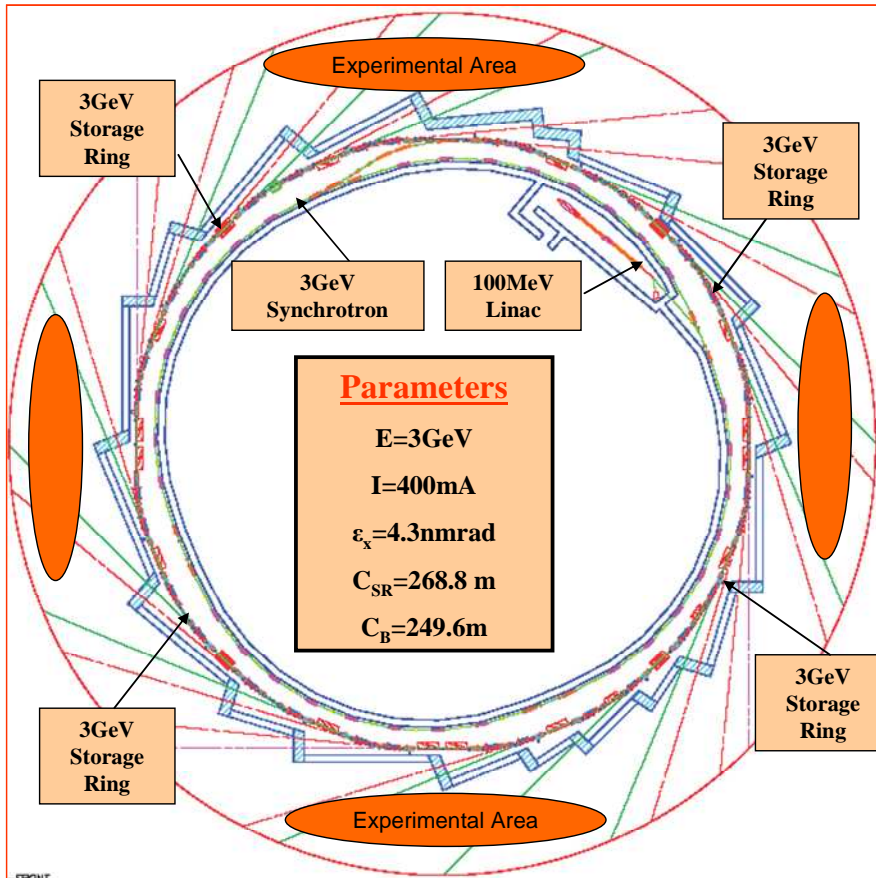 Experimental Area
3GeV
Storage
Ring
3GeV
Storage
Ring
3GeV
Synchrotron
100MeV
Linac
Parameters
E=3GeV
I=400mA
εx=4.3nmrad
CSR=268.8 m
CB=249.6m
3GeV
Storage
Ring
3GeV
Storage
Ring
Experimental Area